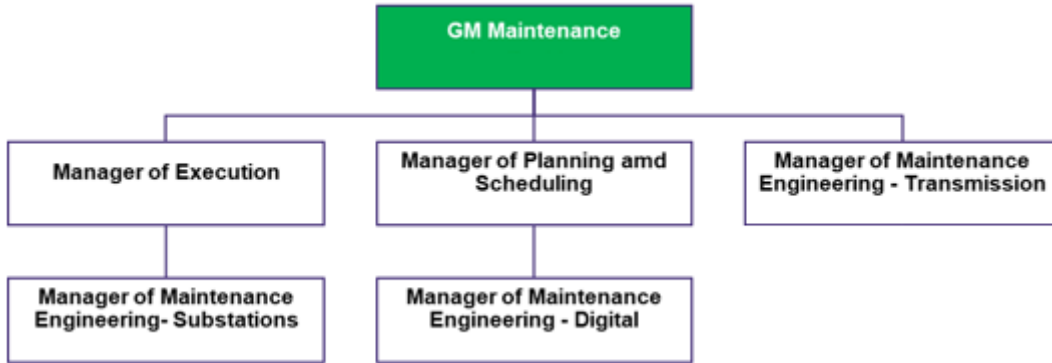 GM Maintenance
Manager of Execution
Manager of Planning amd
Scheduling
Manager of Maintenance
Engineering - Transmission
Manager of Maintenance
Engineering- Substations
Manager of Maintenance
Engineering - Digital